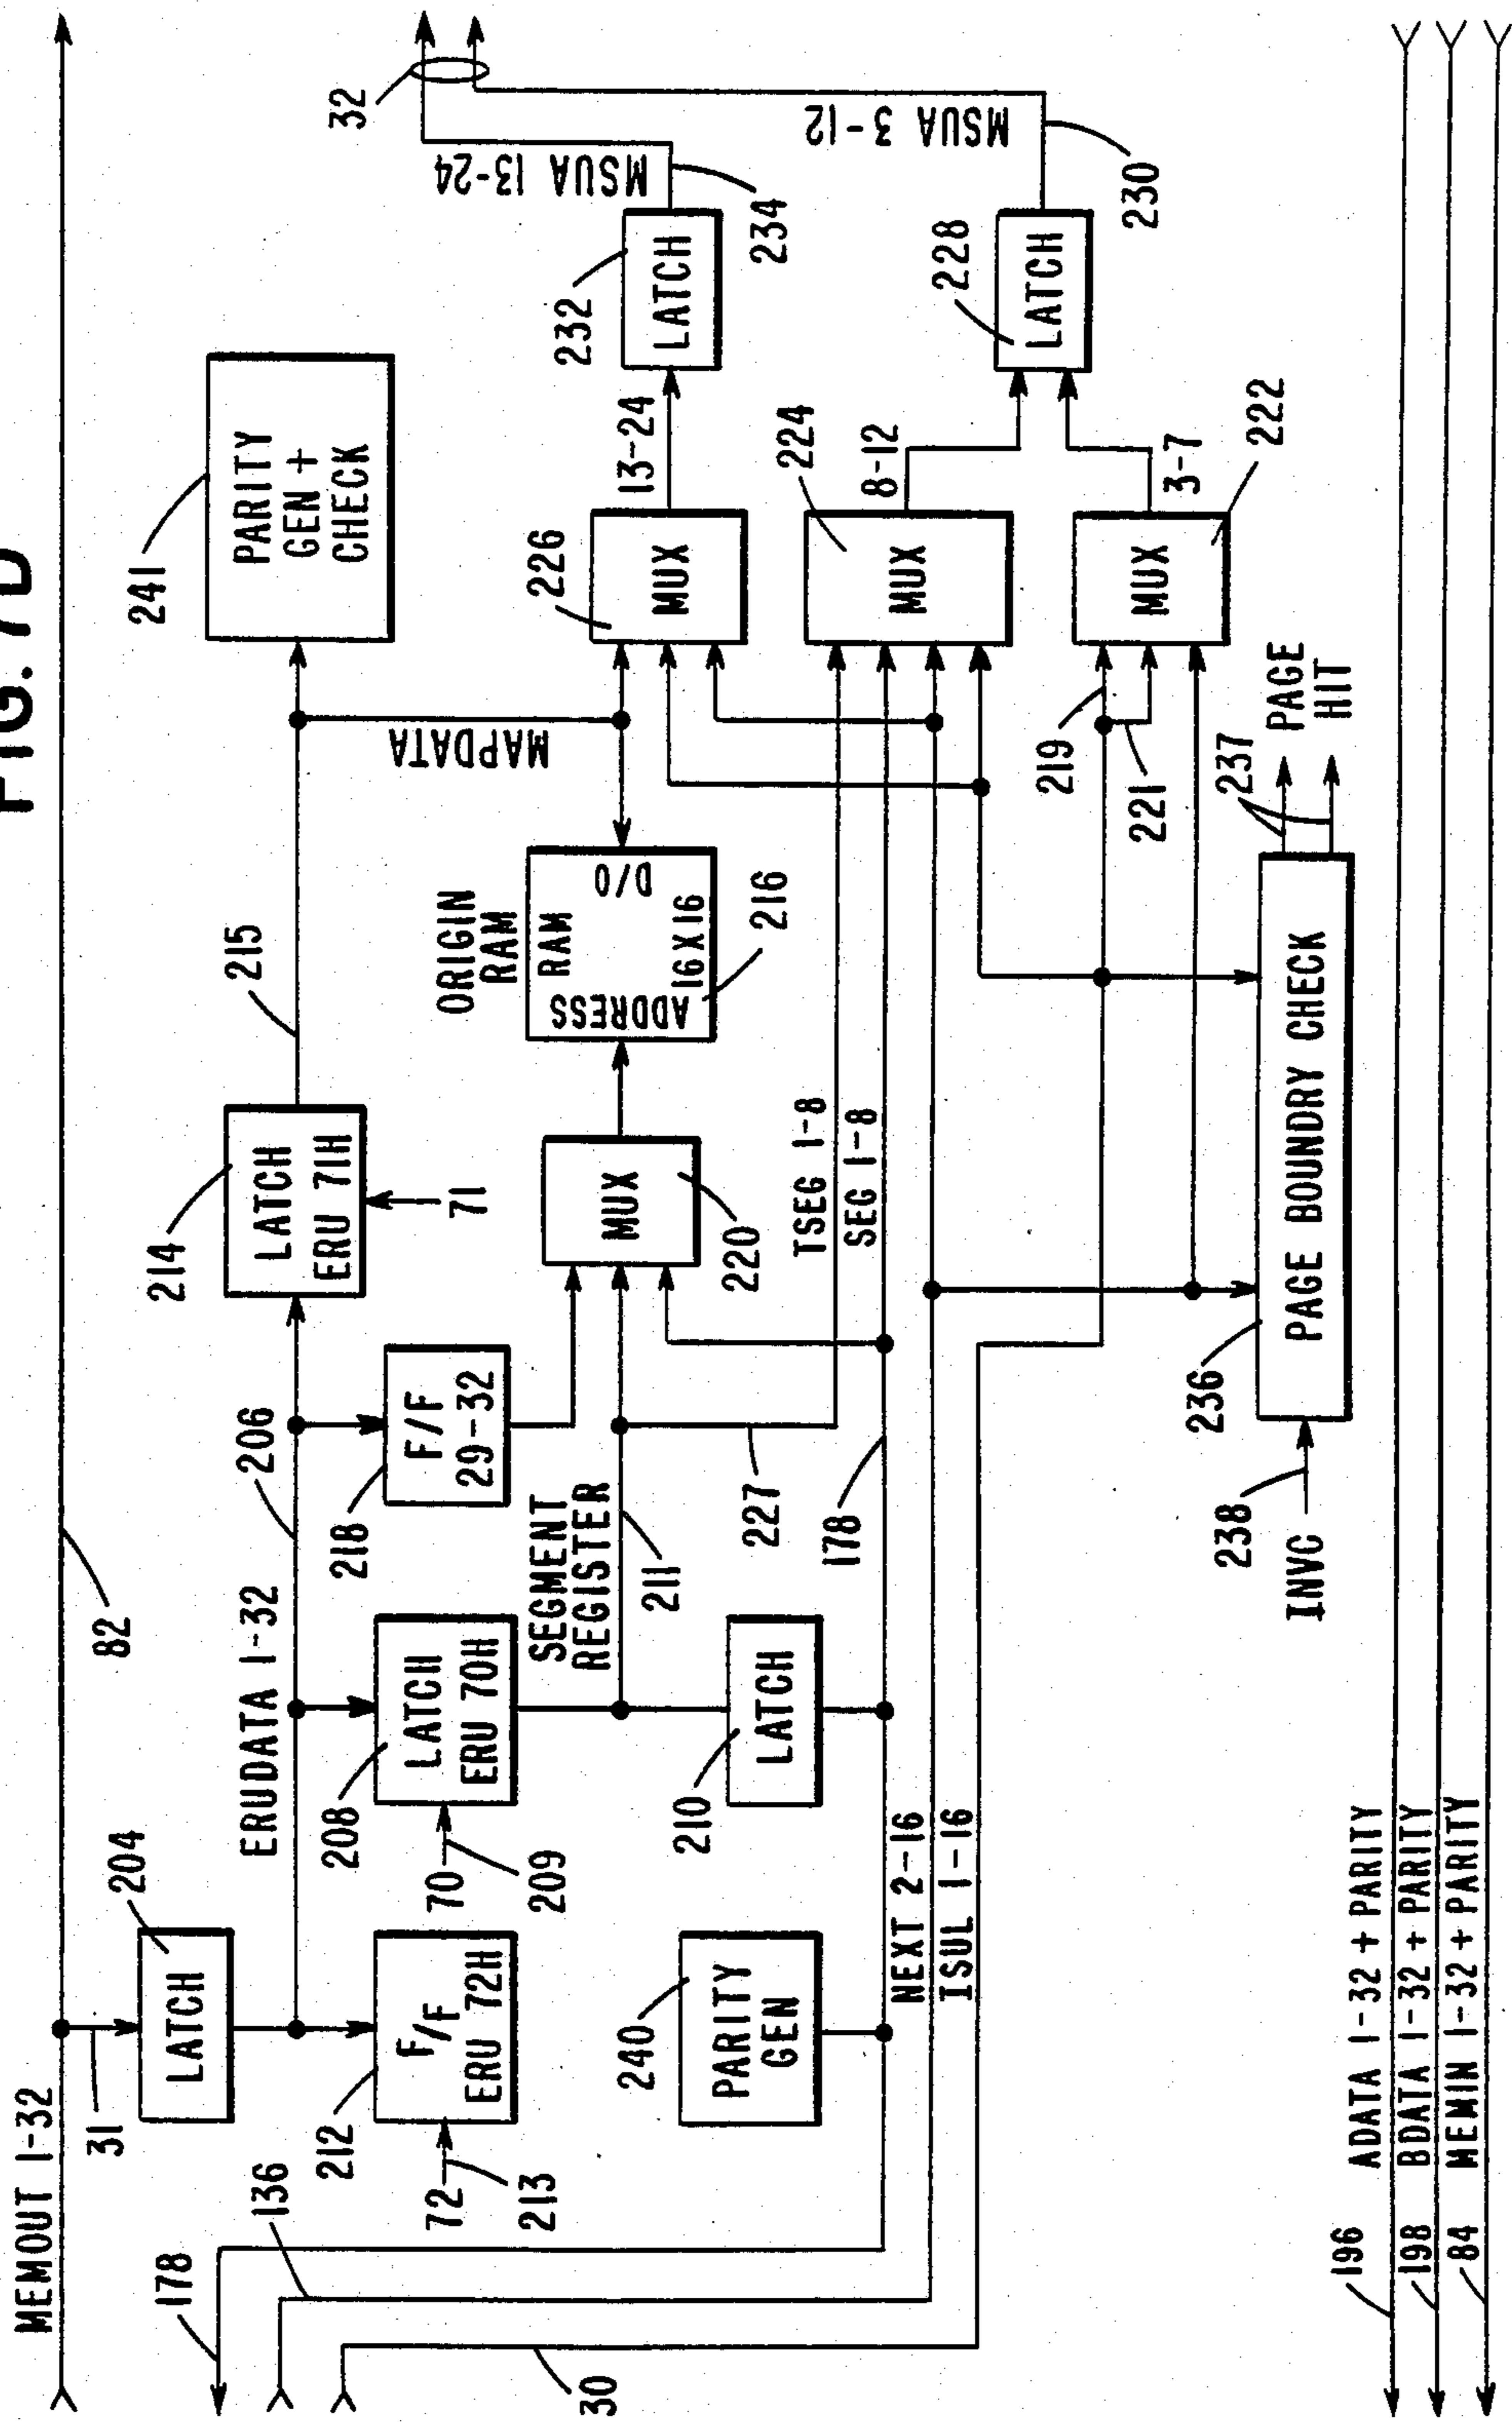 FIG. 7B
MEMOUT 1-32
82
31
204
LATCH
ERUDATA 1-32
206
178
136
30
212
F/F
ERU 72H
72
213
208
LATCH
ERU 70H
70
209
218
F/F
29-32
214
LATCH
ERU 71H
71
215
241
PARITY
GEN +
CHECK
MAPDATA
SEGMENT
REGISTER
211
210
LATCH
240
PARITY
GEN
227
178
MUX
220
ORIGIN
RAM
RAM
ADDRESS
D/O
16 X 16
216
TSEG 1-8
SEG 1-8
NEXT 2-16
ISUL 1-16
226
MUX
13-24
232
LATCH
234
MSUA 13-24
32
224
MUX
8-12
228
LATCH
230
MSUA 3-12
219
221
MUX
222
3-7
236
PAGE BOUNDRY CHECK
INVC
238
237
PAGE
HIT
196
ADATA 1-32 + PARITY
198
BDATA 1-32 + PARITY
84
MEMIN 1-32 + PARITY